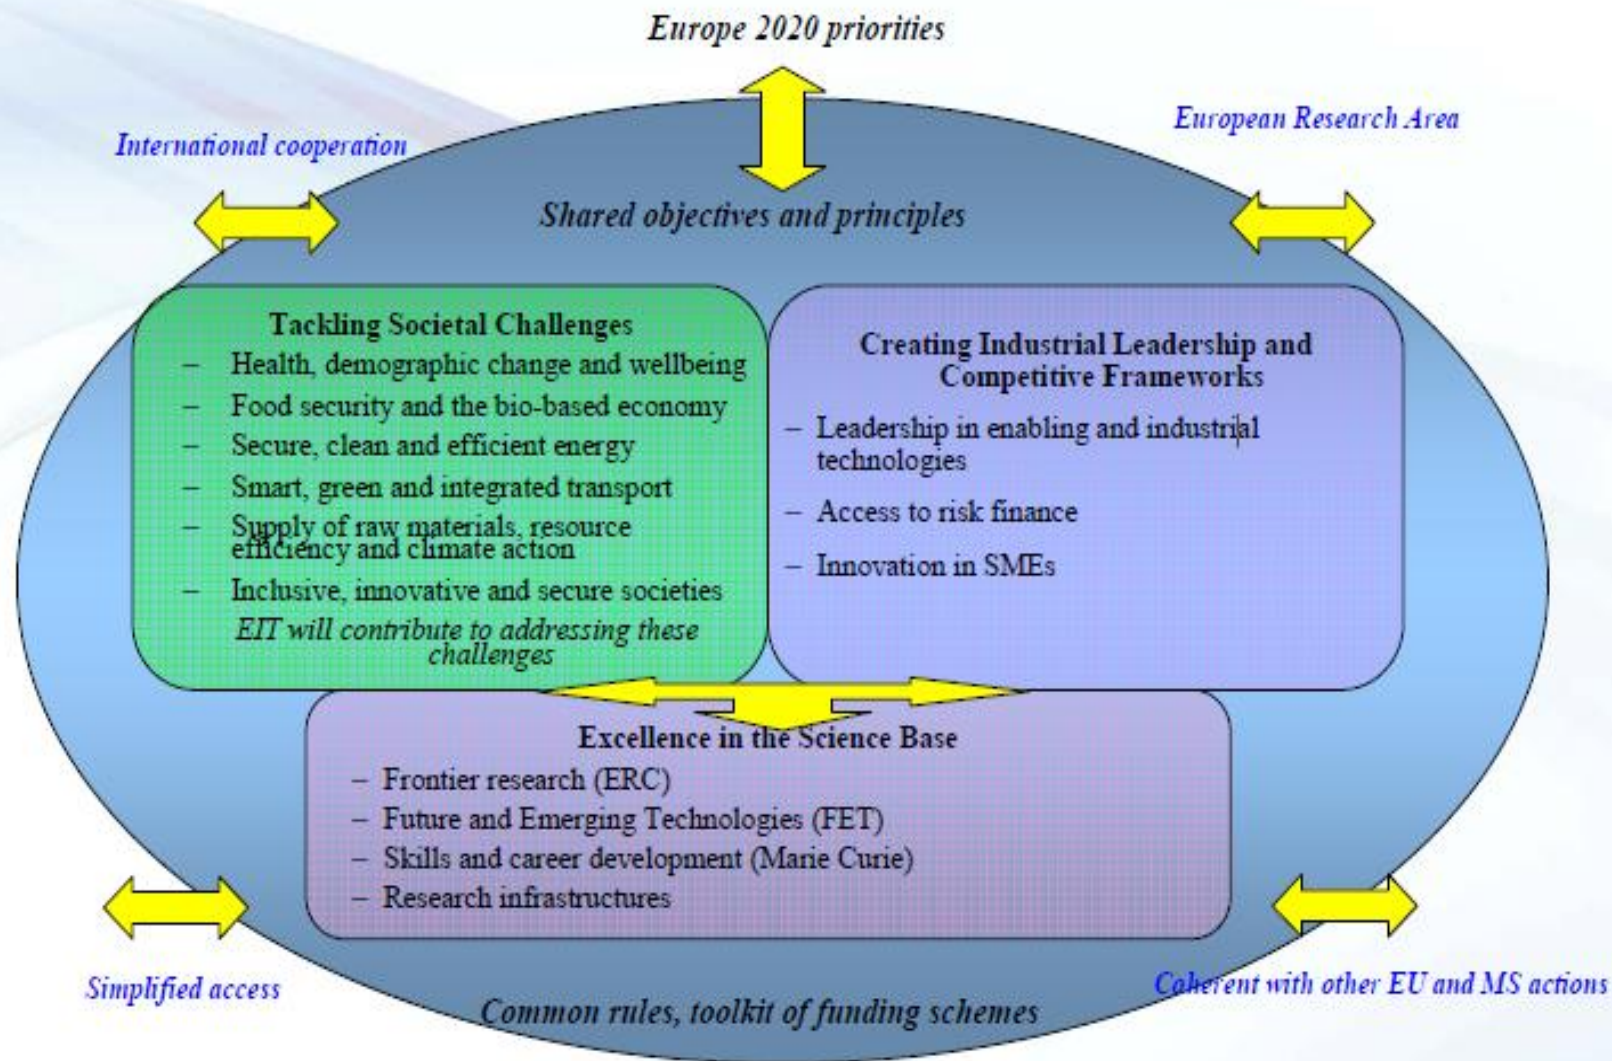 Europe 2020 priorities
International cooperation
European Research Area
Shared objectives and principles
Tackling Societal Challenges
– Health, demographic change and wellbeing
– Food security and the bio-based economy
– Secure, clean and efficient energy
– Smart, green and integrated transport
– Supply of raw materials, resource
efficiency and climate action
– Inclusive, innovative and secure societies
EIT will contribute to addressing these
challenges
Creating Industrial Leadership and
Competitive Frameworks
– Leadership in enabling and industrial
technologies
– Access to risk finance
– Innovation in SMEs
Excellence in the Science Base
– Frontier research (ERC)
– Future and Emerging Technologies (FET)
– Skills and career development (Marie Curie)
– Research infrastructures
Simplified access
Coherent with other EU and MS actions
Common rules, toolkit of funding schemes